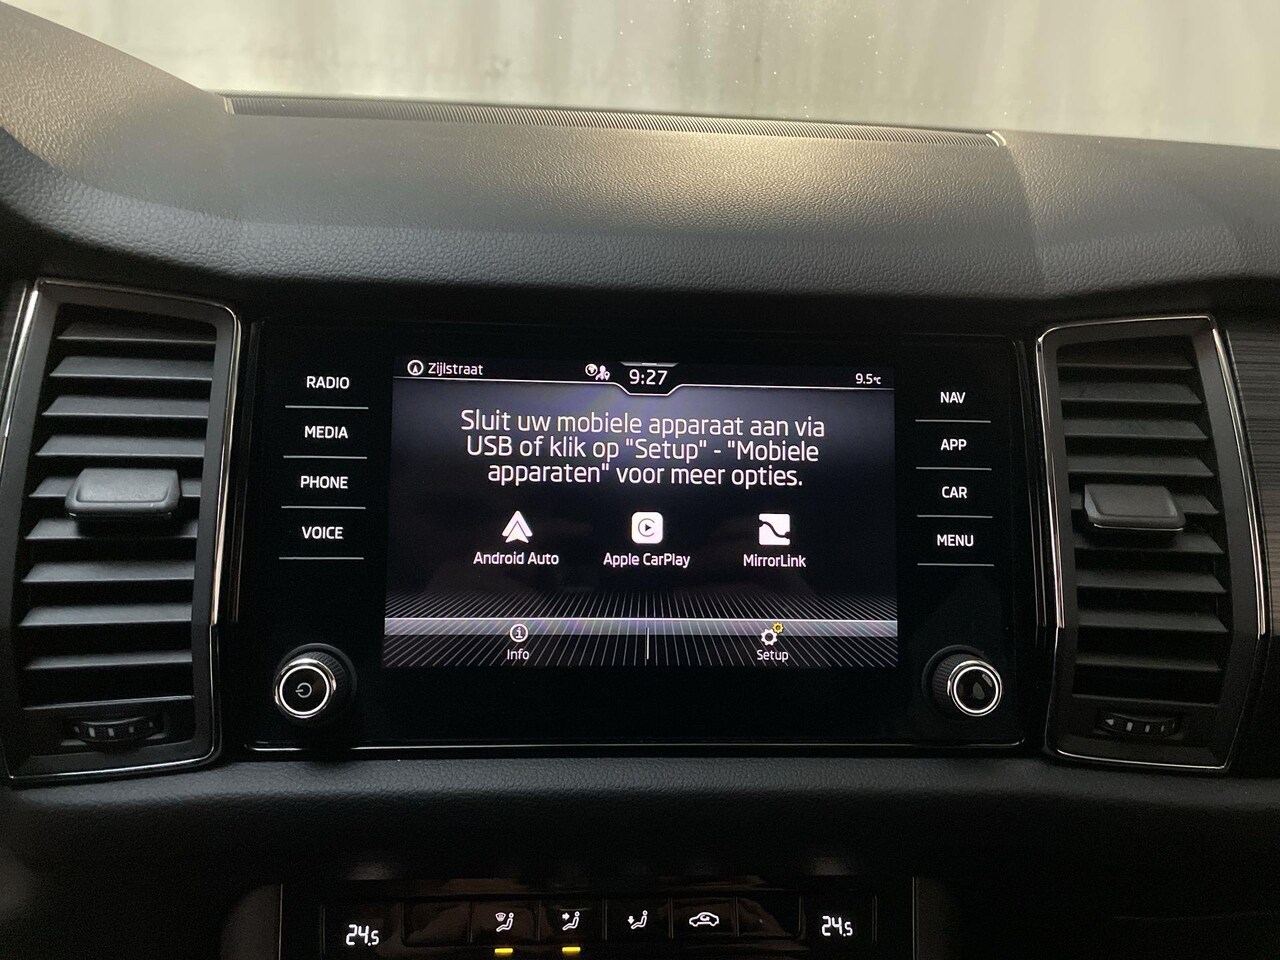 Zijlstraat
9:27
9.5°C
RADIO
MEDIA
PHONE
VOICE
Sluit uw mobiele apparaat aan via
USB of klik op "Setup" - "Mobiele
apparaten" voor meer opties.
Android Auto
Apple CarPlay
MirrorLink
Info
Setup
NAV
APP
CAR
MENU
24.5
24.5